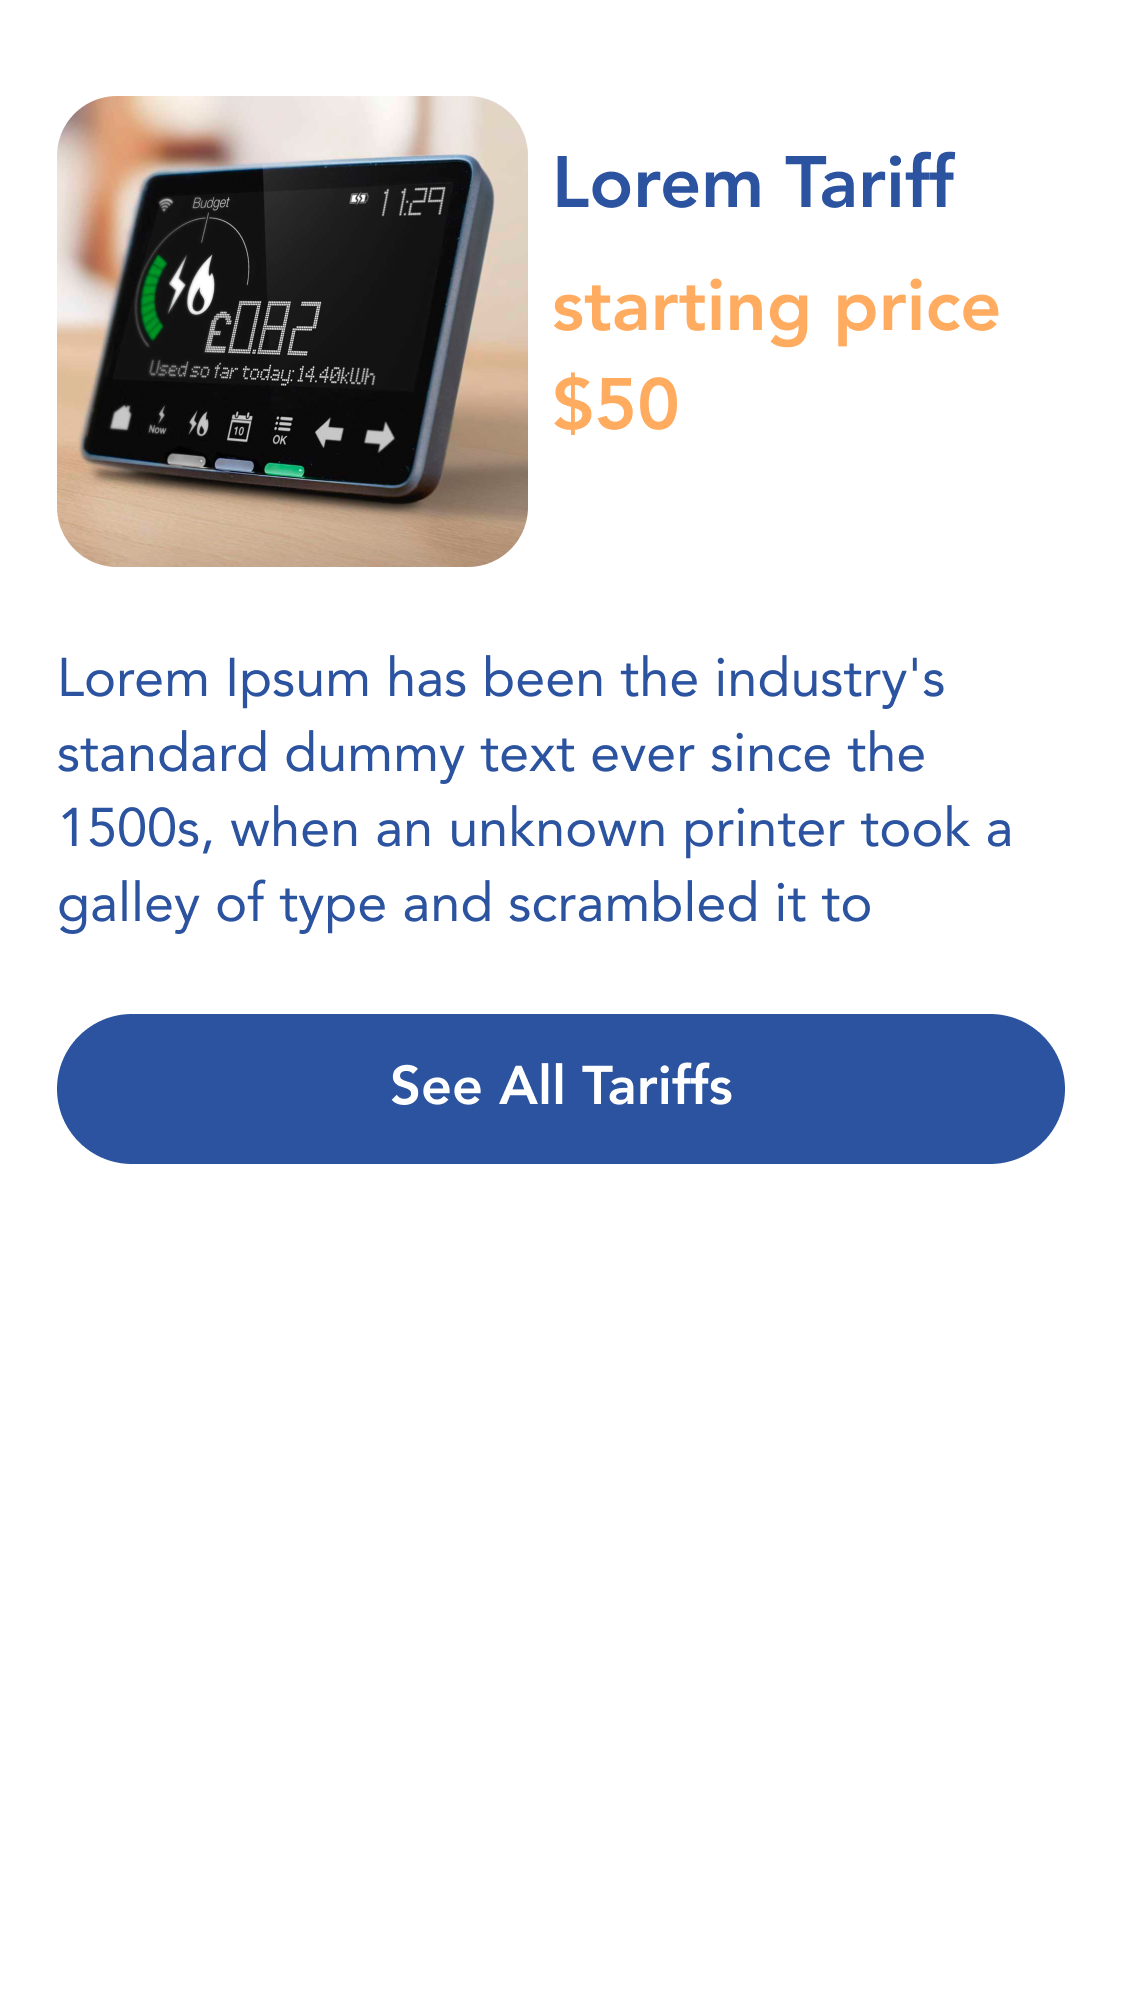 Budget
11:29
£0.82
Used so far today: 14.40kWh
Now
10
OK
Lorem Tariff
starting price
$50
Lorem Ipsum has been the industry's
standard dummy text ever since the
1500s, when an unknown printer took a
galley of type and scrambled it to
See All Tariffs